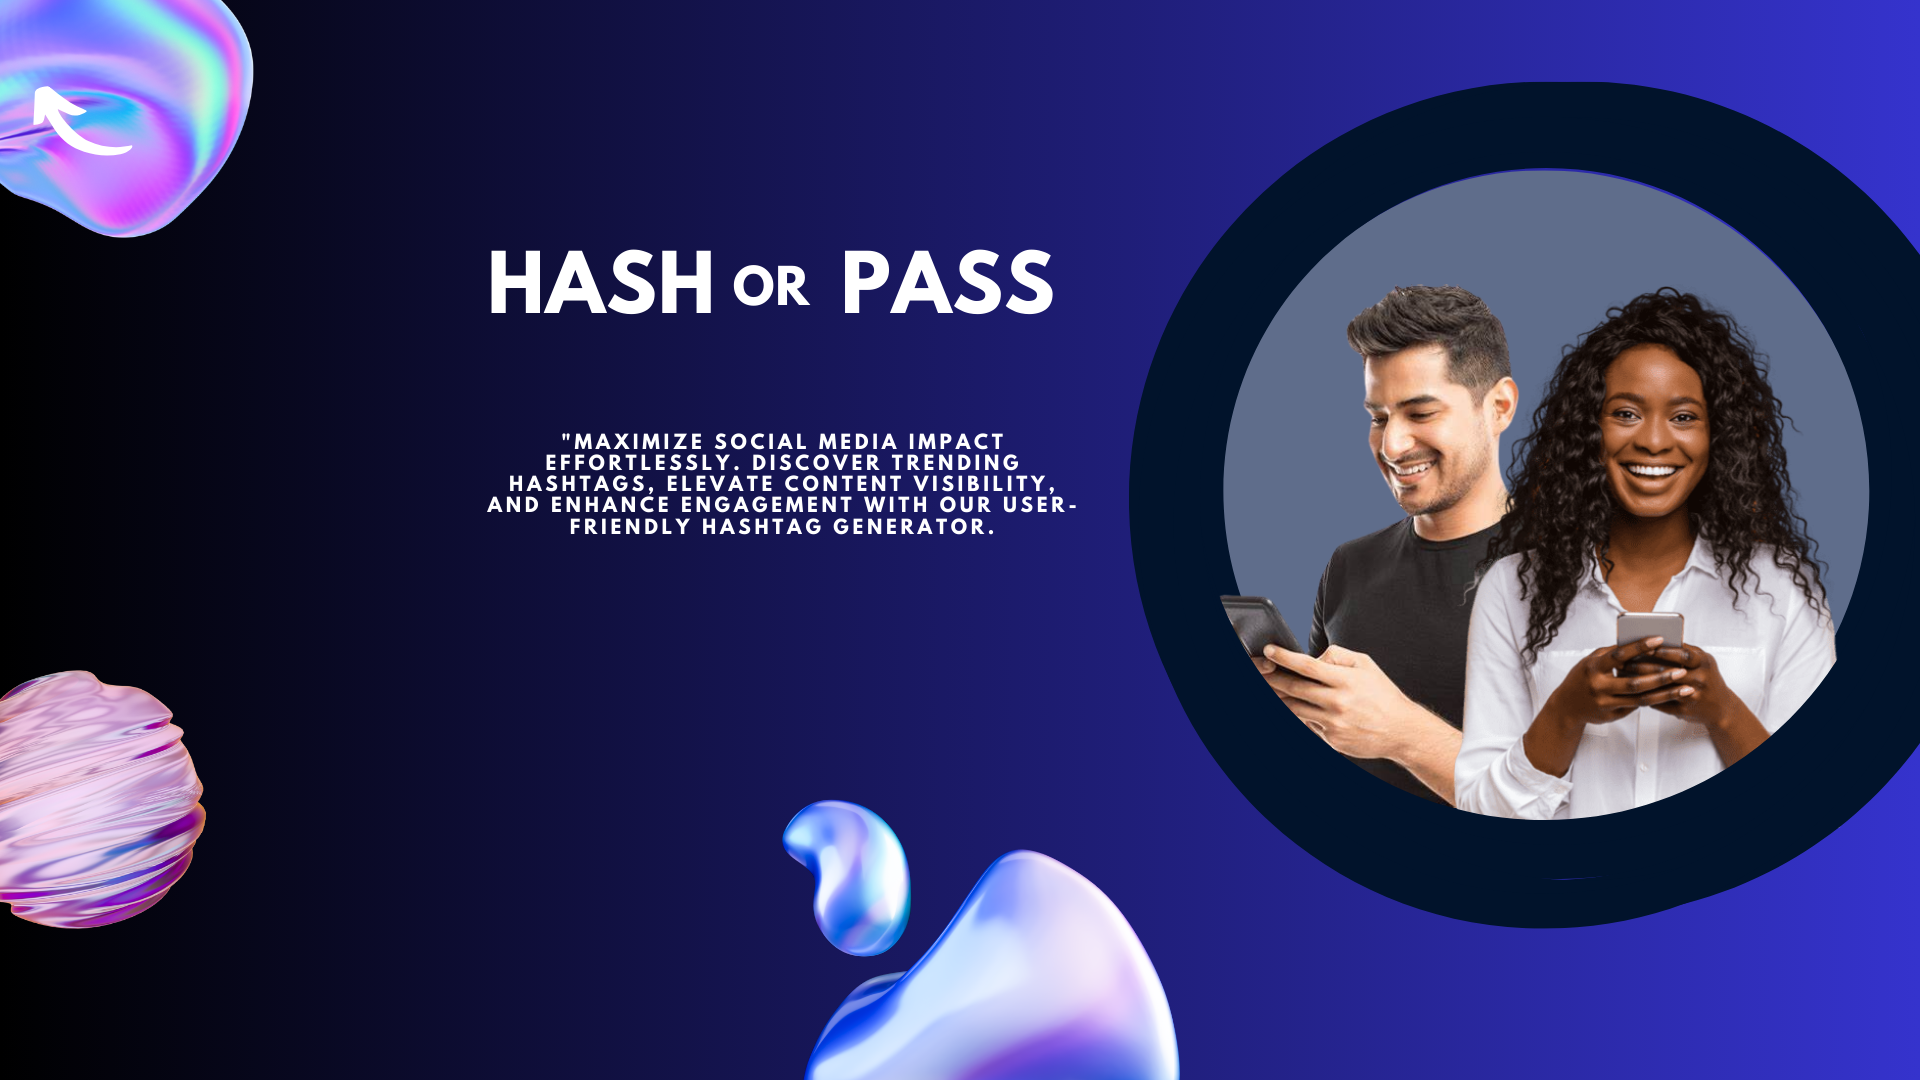 HASH OR PASS
"MAXIMIZE SOCIAL MEDIA IMPACT
EFFORTLESSLY. DISCOVER TRENDING
HASHTAGS, ELEVATE CONTENT VISIBILITY,
AND ENHANCE ENGAGEMENT WITH OUR USER-
FRIENDLY HASHTAG GENERATOR.